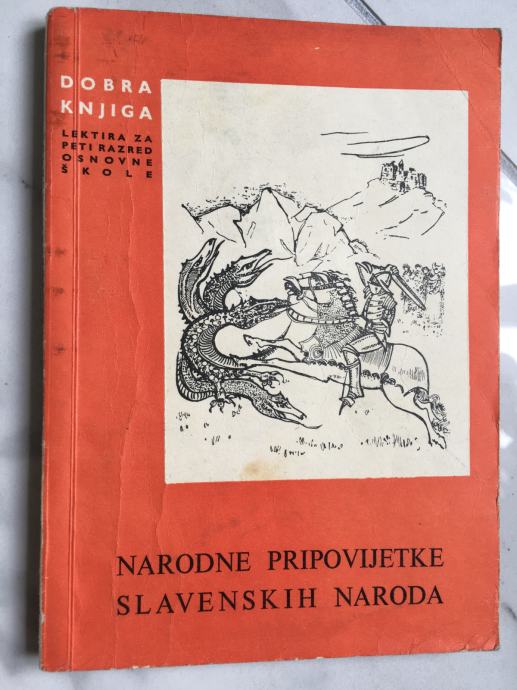 DOBRA
KNJIGA
LEKTIRA ZA
PETI RAZRED
OSNOVNE
ŠKOLE
NARODNE PRIPOVIJETKE
SLAVENSKIH NARODA